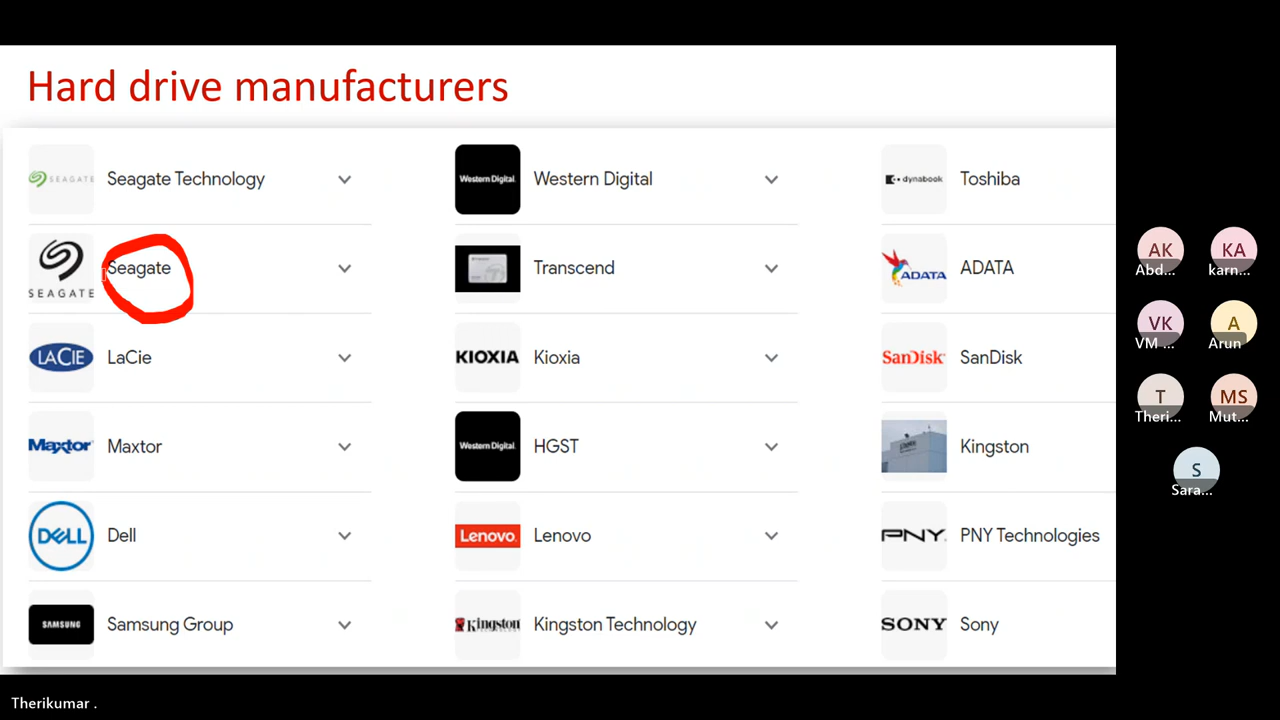 Hard drive manufacturers
SEAGATE Seagate Technology
Western Digital. Western Digital
dynabook Toshiba
SEAGATE Seagate
Transcend
ADATA ADATA
LACIE LaCie
KIOXIA Kioxia
SanDisk SanDisk
Maxtor Maxtor
Western Digital. HGST
Kingston
DELL Dell
Lenovo. Lenovo
PNY. PNY Technologies
SAMSUNG Samsung Group
Kingston Kingston Technology
SONY Sony
AK
Abd...
KA
karn...
VK
VM ...
A
Arun
T
Theri...
MS
Mut...
S
Sara...
Therikumar .